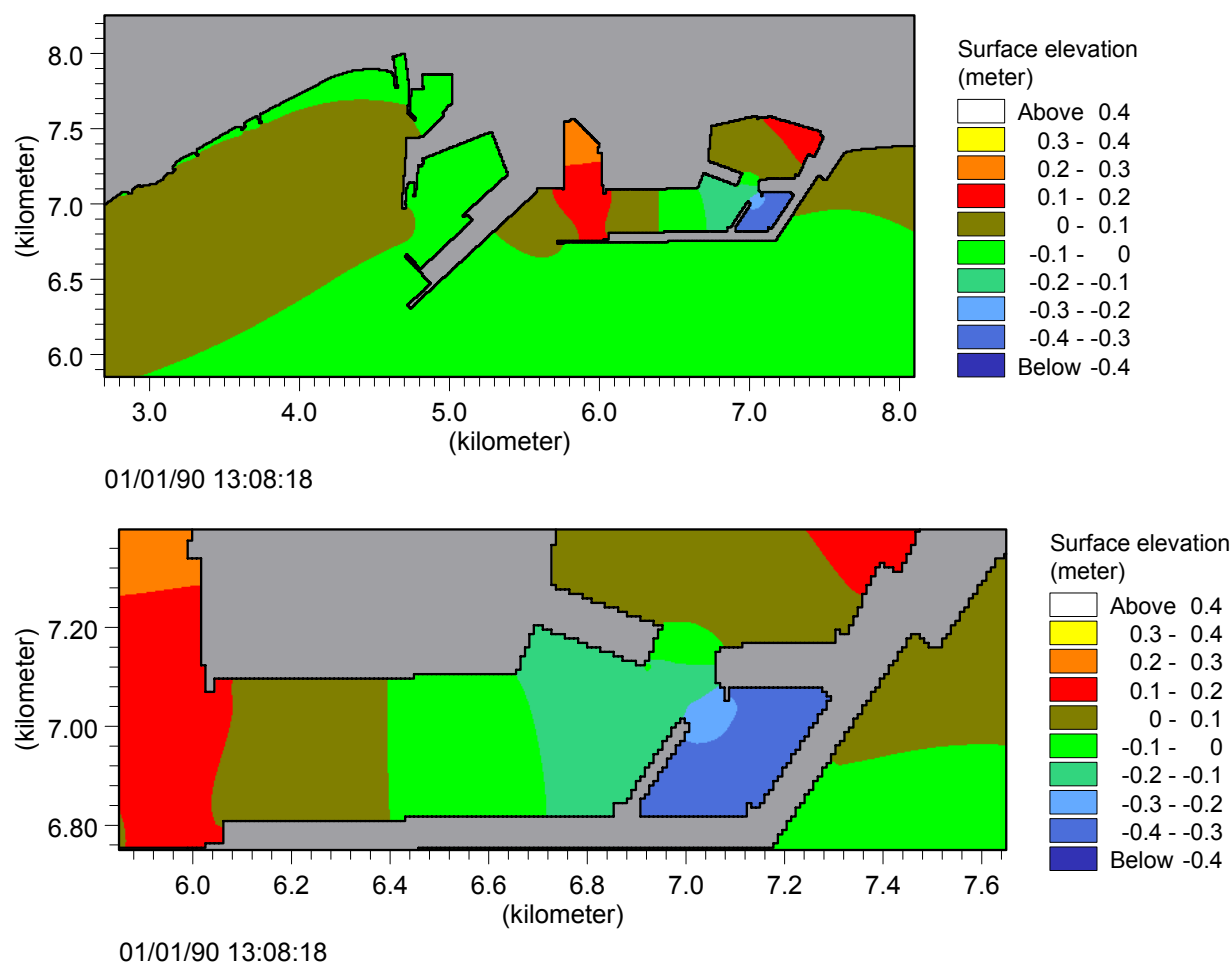 Surface elevation
(meter)
Above 0.4
0.3 - 0.4
0.2 - 0.3
0.1 - 0.2
0 - 0.1
-0.1 - 0
-0.2 - -0.1
-0.3 - -0.2
-0.4 - -0.3
Below -0.4
8.0
7.5
7.0
6.5
6.0
(kilometer)
3.0 4.0 5.0 6.0 7.0 8.0
(kilometer)
01/01/90 13:08:18
Surface elevation
(meter)
Above 0.4
0.3 - 0.4
0.2 - 0.3
0.1 - 0.2
0 - 0.1
-0.1 - 0
-0.2 - -0.1
-0.3 - -0.2
-0.4 - -0.3
Below -0.4
7.20
7.00
6.80
(kilometer)
6.0 6.2 6.4 6.6 6.8 7.0 7.2 7.4 7.6
(kilometer)
01/01/90 13:08:18